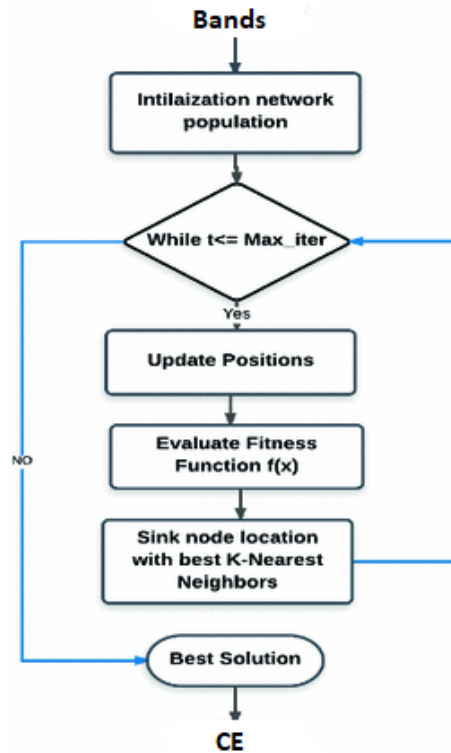 Bands
Intilaization network
population
While t<= Max_iter
Yes
Update Positions
Evaluate Fitness
Function f(x)
NO
Sink node location
with best K-Nearest
Neighbors
Best Solution
CE